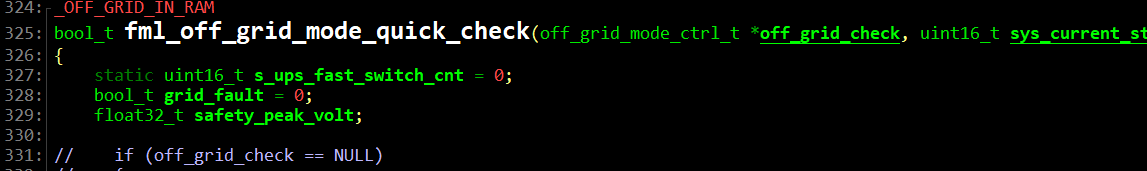 324: _OFF_GRID_IN_RAM
325: bool_t fml_off_grid_mode_quick_check(off_grid_mode_ctrl_t *off_grid_check, uint16_t sys_current_st
326: {
327:     static uint16_t s_ups_fast_switch_cnt = 0;
328:     bool_t grid_fault = 0;
329:     float32_t safety_peak_volt;
330:
331: //    if (off_grid_check == NULL)